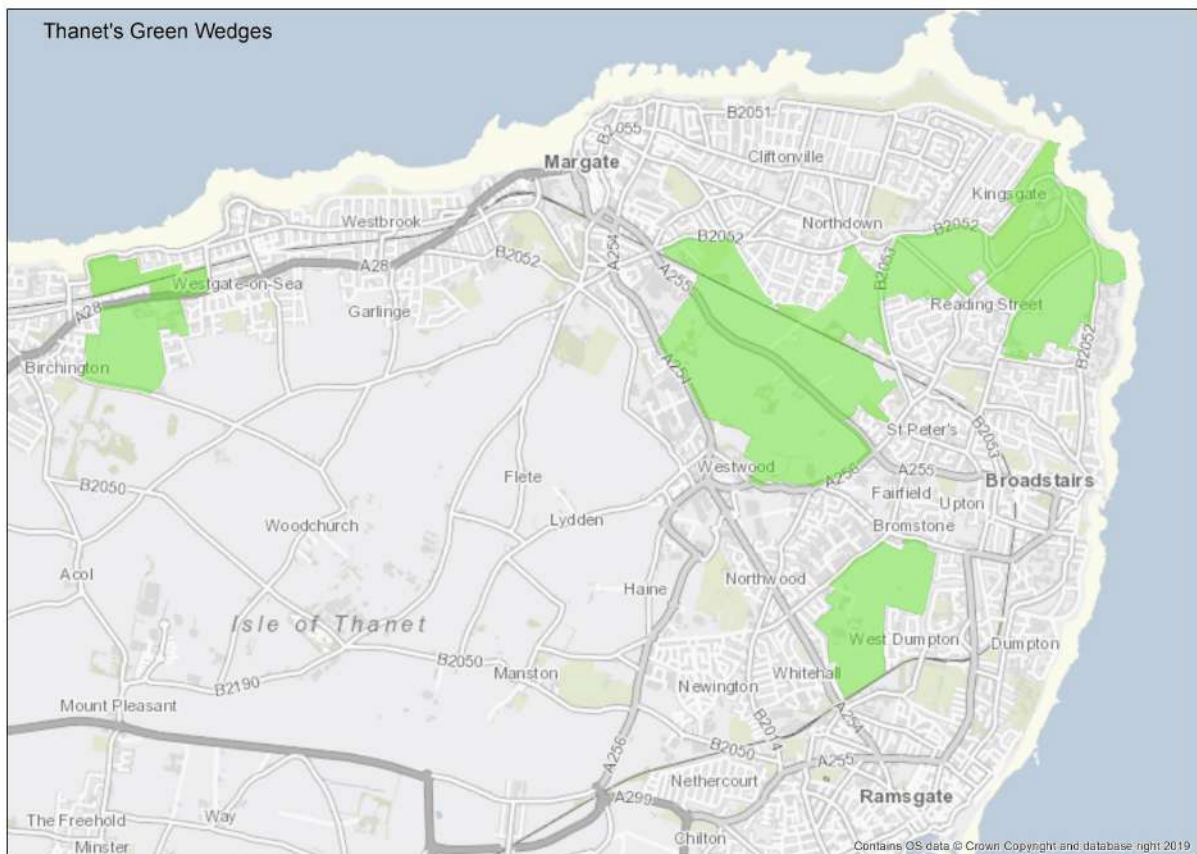 Thanet's Green Wedges
B2051
B2055
Cliftonville
Margate
Kingsgate
Westbrook
Northdown
B2052
B2052
A254
A28
B2052
A255
B2053
Westgate-on-Sea
A28
Garlinge
Reading Street
B2052
Birchington
A254
St Peter's
B2053
Westwood
A255
A256
Flete
Broadstairs
B2050
Fairfield
Upton
Lydden
Bromstone
Woodchurch
Acol
Northwood
Haine
Isle of Thanet
West Dumpton
Dumpton
B2050
Manston
Whitehall
B2190
Newington
Mount Pleasant
A254
B2014
B2050
A256
A255
Nethercourt
A299
Ramsgate
The Freehold
Way
Chilton
Minster
Contains OS data © Crown Copyright and database right 2019